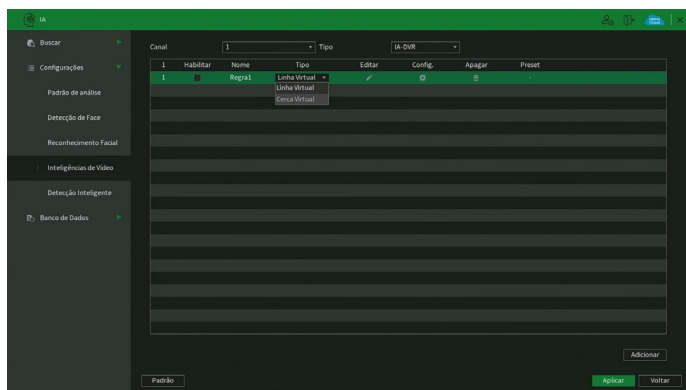 IA
Buscar
Canal 1 Tipo IA-DVR
Configurações
1 Habilitar Nome Tipo Editar Config. Apagar Preset
1 Regra1 Linha Virtual -
Linha Virtual
Cerca Virtual
Padrão de análise
Detecção de Face
Reconhecimento Facial
Inteligências de Vídeo
Detecção Inteligente
Banco de Dados
Adicionar
Padrão Aplicar Voltar